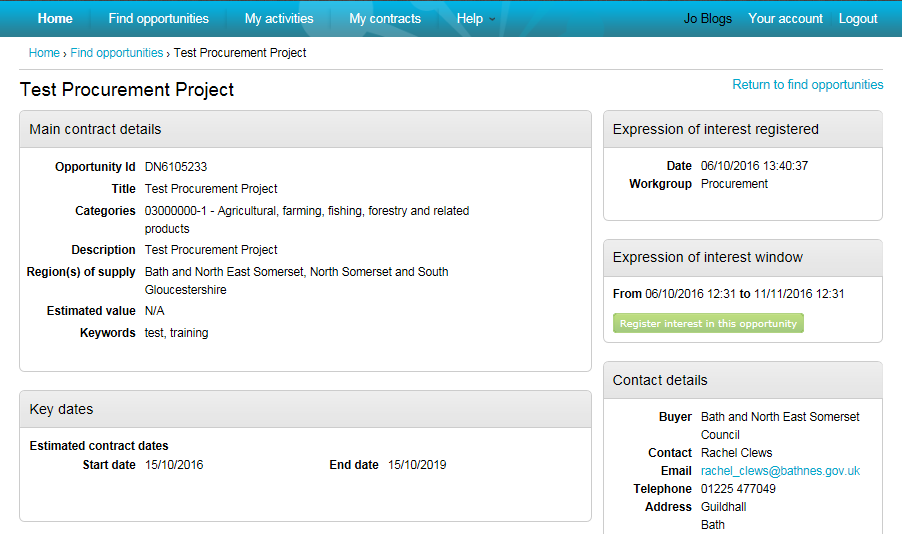 Home Find opportunities My activities My contracts Help Jo Blogs Your account Logout
Home › Find opportunities › Test Procurement Project
Test Procurement Project
Return to find opportunities
Main contract details
Opportunity Id DN6105233
Title Test Procurement Project
Categories 03000000-1 - Agricultural, farming, fishing, forestry and related
products
Description Test Procurement Project
Region(s) of supply Bath and North East Somerset, North Somerset and South
Gloucestershire
Estimated value N/A
Keywords test, training
Key dates
Estimated contract dates
Start date 15/10/2016 End date 15/10/2019
Expression of interest registered
Date 06/10/2016 13:40:37
Workgroup Procurement
Expression of interest window
From 06/10/2016 12:31 to 11/11/2016 12:31
Register interest in this opportunity
Contact details
Buyer Bath and North East Somerset
Council
Contact Rachel Clews
Email rachel_clews@bathnes.gov.uk
Telephone 01225 477049
Address Guildhall
Bath